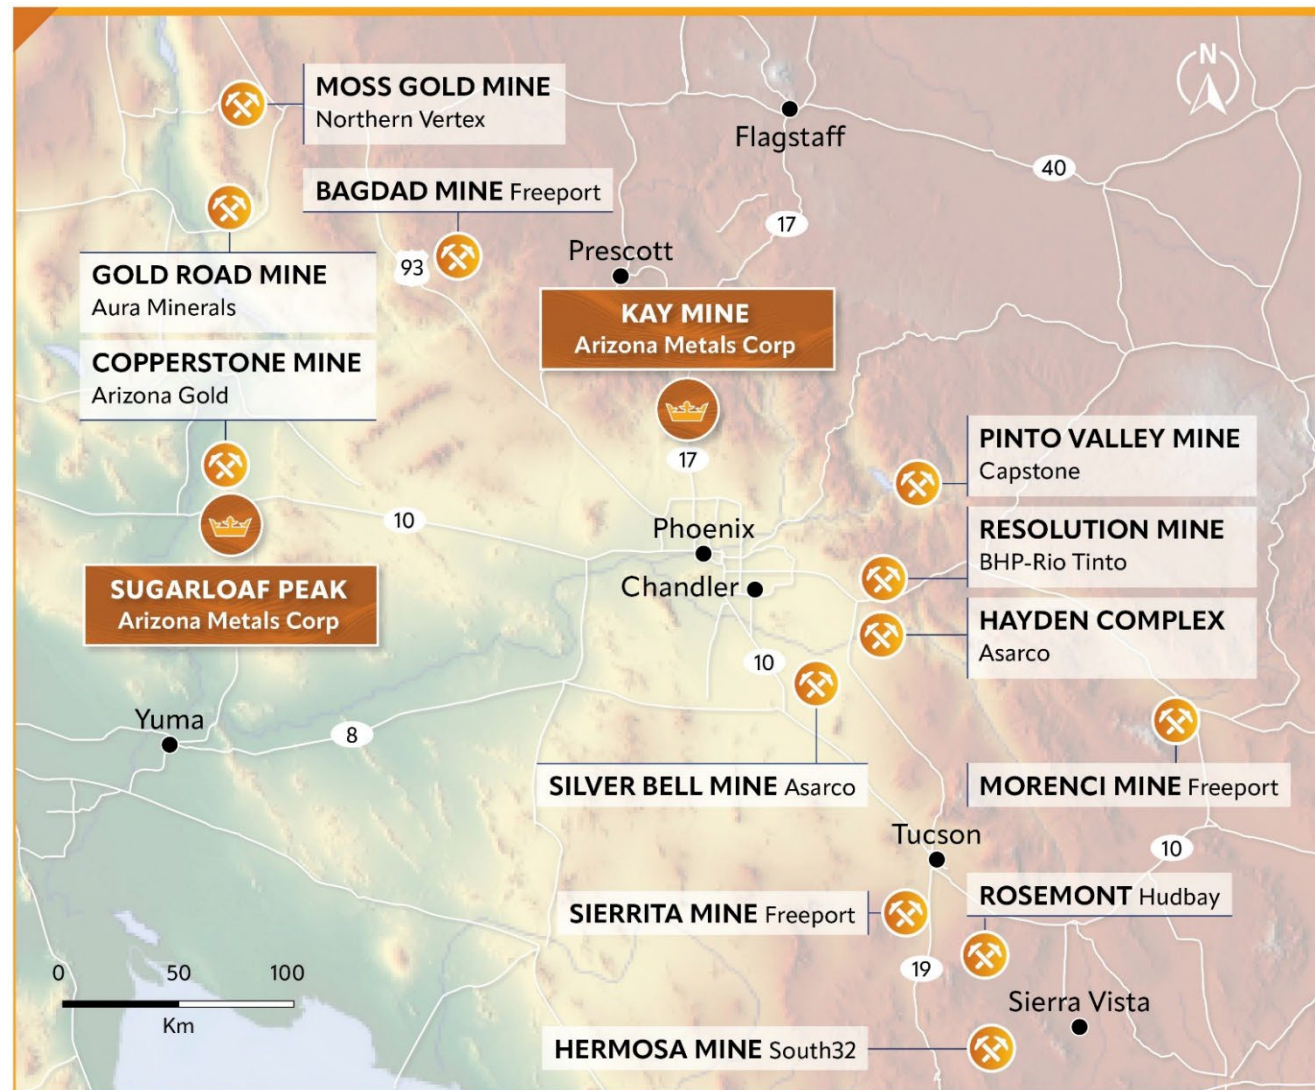 N
MOSS GOLD MINE
Northern Vertex
Flagstaff
40
BAGDAD MINE Freeport
17
Prescott
93
GOLD ROAD MINE
Aura Minerals
KAY MINE
Arizona Metals Corp
COPPERSTONE MINE
Arizona Gold
PINTO VALLEY MINE
Capstone
17
10
Phoenix
RESOLUTION MINE
BHP-Rio Tinto
Chandler
SUGARLOAF PEAK
Arizona Metals Corp
HAYDEN COMPLEX
Asarco
10
Yuma
8
SILVER BELL MINE Asarco
MORENCI MINE Freeport
Tucson
10
ROSEMONT Hudbay
SIERRITA MINE Freeport
19
0 50 100
Km
Sierra Vista
HERMOSA MINE South32